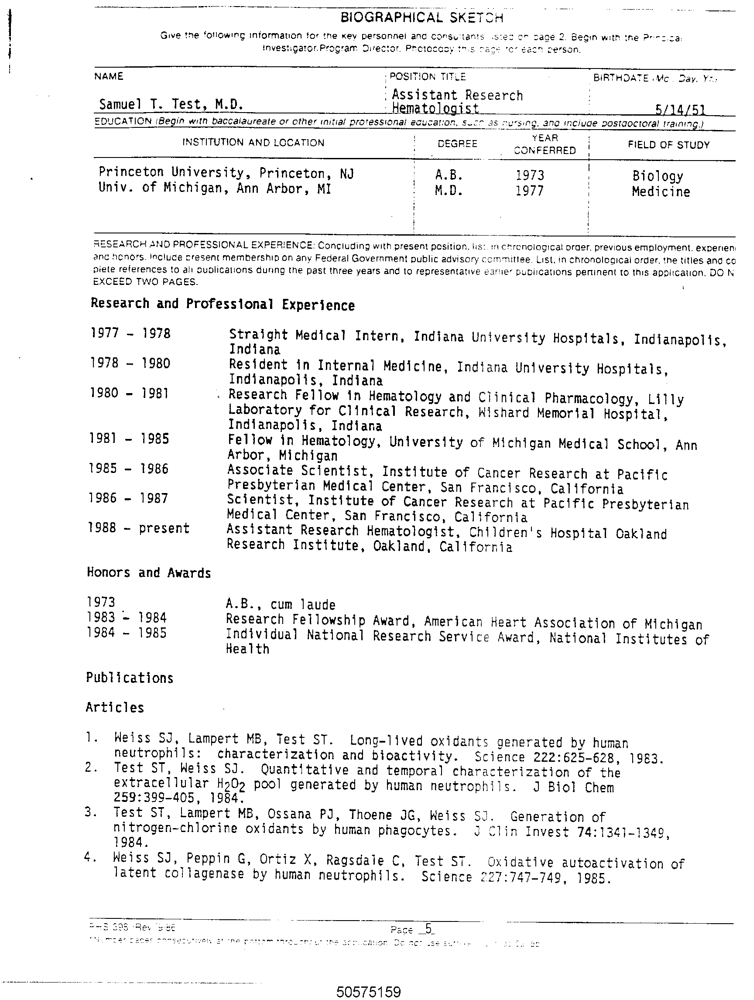 BIOGRAPHICAL SKETCH
Give the following information for the key personnel and consultants listed on page 2. Begin with the Principal
Investigator/Program Director. Photocopy this page for each person.
NAME
POSITION TITLE
BIRTHDATE (Mo., Day, Yr.)
Samuel T. Test, M.D.
Assistant Research
Hematologist
5/14/51
EDUCATION (Begin with baccalaureate or other initial professional education, such as nursing, and include postdoctoral training.)
INSTITUTION AND LOCATION
DEGREE
YEAR
CONFERRED
FIELD OF STUDY
Princeton University, Princeton, NJ A.B. 1973 Biology
Univ. of Michigan, Ann Arbor, MI M.D. 1977 Medicine
RESEARCH AND PROFESSIONAL EXPERIENCE: Concluding with present position, list, in chronological order, previous employment, experien
and honors. Include present membership on any Federal Government public advisory committee. List, in chronological order, the titles and co
plete references to all publications during the past three years and to representative earlier publications pertinent to this application. DO N
EXCEED TWO PAGES.
Research and Professional Experience
1977 - 1978 Straight Medical Intern, Indiana University Hospitals, Indianapolis,
Indiana
1978 - 1980 Resident in Internal Medicine, Indiana University Hospitals,
Indianapolis, Indiana
1980 - 1981 Research Fellow in Hematology and Clinical Pharmacology, Lilly
Laboratory for Clinical Research, Wishard Memorial Hospital,
Indianapolis, Indiana
1981 - 1985 Fellow in Hematology, University of Michigan Medical School, Ann
Arbor, Michigan
1985 - 1986 Associate Scientist, Institute of Cancer Research at Pacific
Presbyterian Medical Center, San Francisco, California
1986 - 1987 Scientist, Institute of Cancer Research at Pacific Presbyterian
Medical Center, San Francisco, California
1988 - present Assistant Research Hematologist, Children's Hospital Oakland
Research Institute, Oakland, California
Honors and Awards
1973 A.B., cum laude
1983 - 1984 Research Fellowship Award, American Heart Association of Michigan
1984 - 1985 Individual National Research Service Award, National Institutes of
Health
Publications
Articles
1. Weiss SJ, Lampert MB, Test ST. Long-lived oxidants generated by human
neutrophils: characterization and bioactivity. Science 222:625-628, 1983.
2. Test ST, Weiss SJ. Quantitative and temporal characterization of the
extracellular H2O2 pool generated by human neutrophils. J Biol Chem
259:399-405, 1984.
3. Test ST, Lampert MB, Ossana PJ, Thoene JG, Weiss SJ. Generation of
nitrogen-chlorine oxidants by human phagocytes. J Clin Invest 74:1341-1349,
1984.
4. Weiss SJ, Peppin G, Ortiz X, Ragsdale C, Test ST. Oxidative autoactivation of
latent collagenase by human neutrophils. Science 227:747-749, 1985.
PHS 398 (Rev. 9/86)
Page 5
Number pages consecutively at the bottom throughout the application. Do not use
50575159